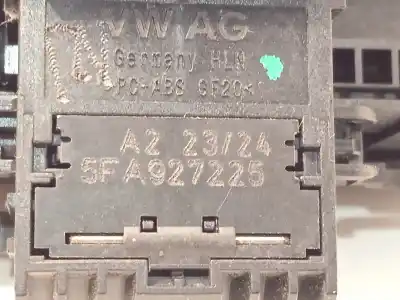 VW AG
Germany HLN
PC-ABS GF20<
A2 23/24
5FA927225